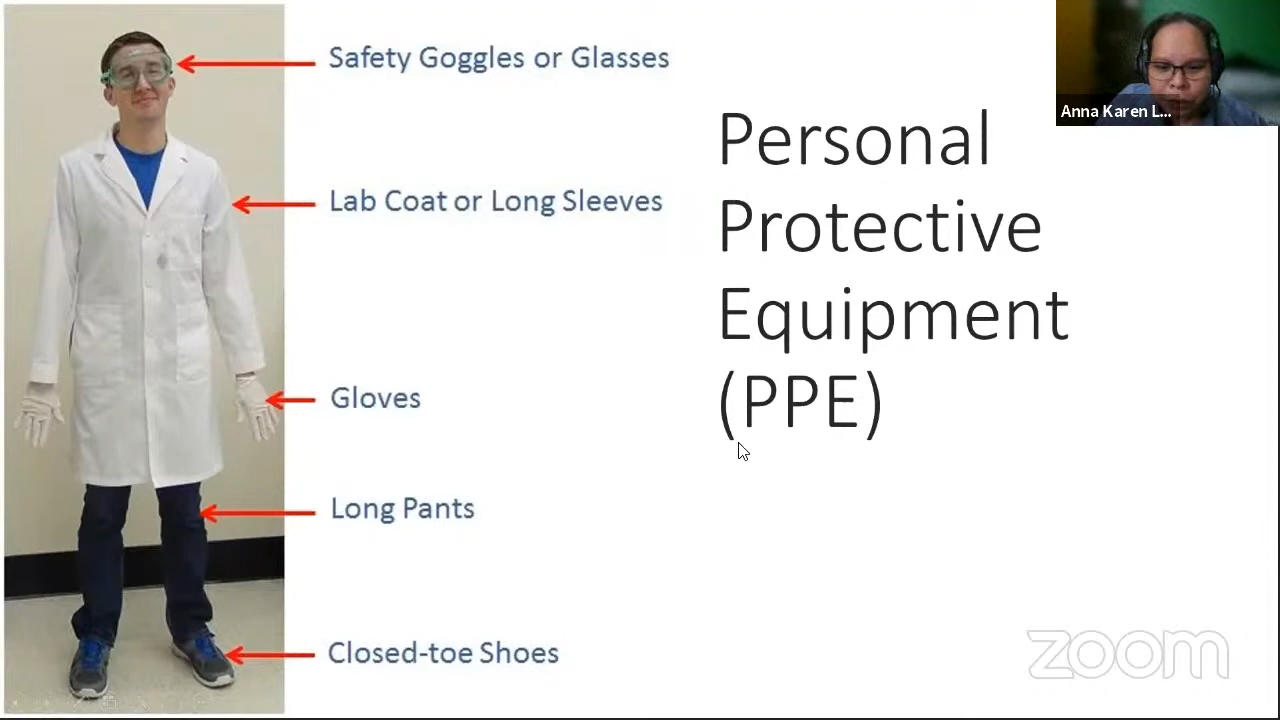 Safety Goggles or Glasses
Lab Coat or Long Sleeves
Gloves
Long Pants
Closed-toe Shoes
Personal
Protective
Equipment
(PPE)
Anna Karen L...
zoom